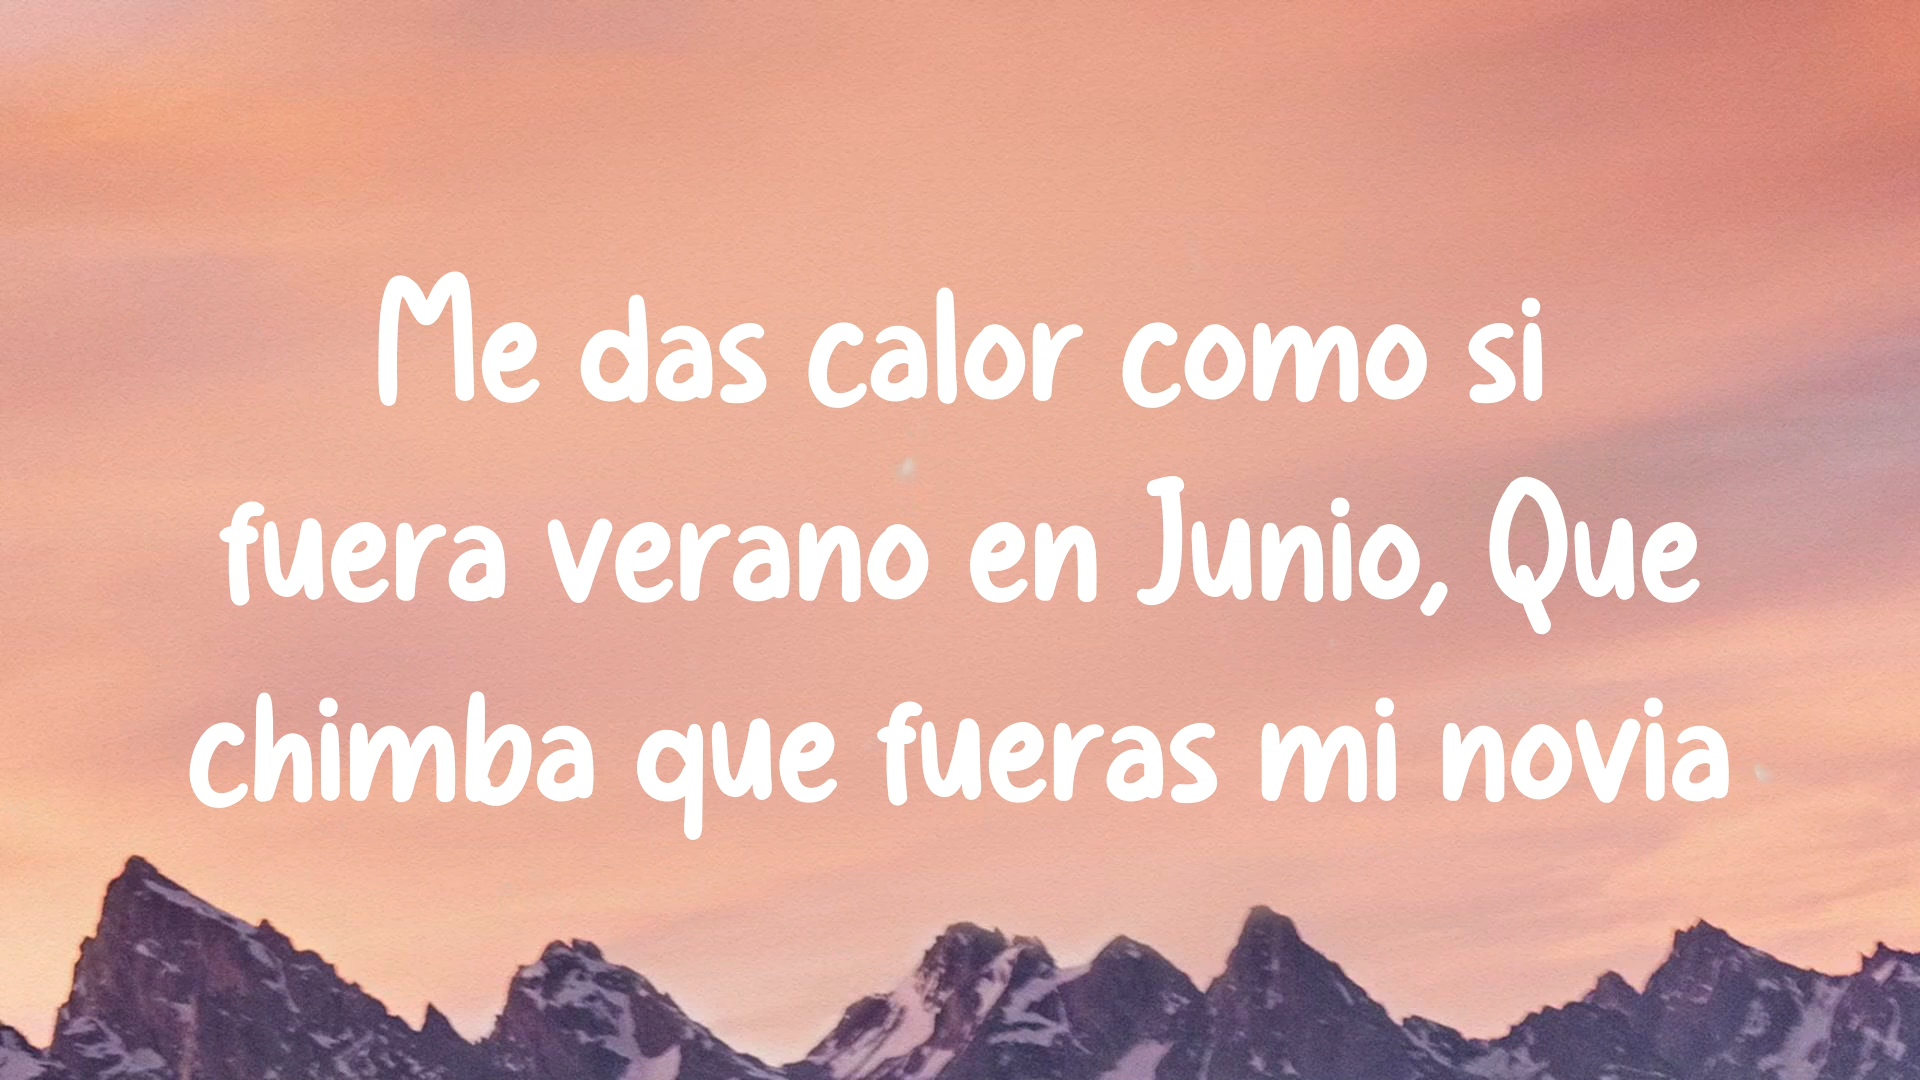 Me das calor como si
fuera verano en Junio, Que
chimba que fueras mi novia